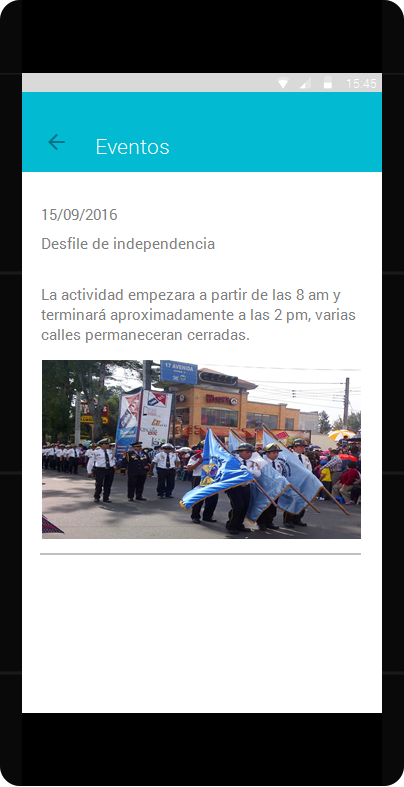 15:45
Eventos
15/09/2016
Desfile de independencia
La actividad empezara a partir de las 8 am y
terminará aproximadamente a las 2 pm, varias
calles permaneceran cerradas.
17 AVENIDA